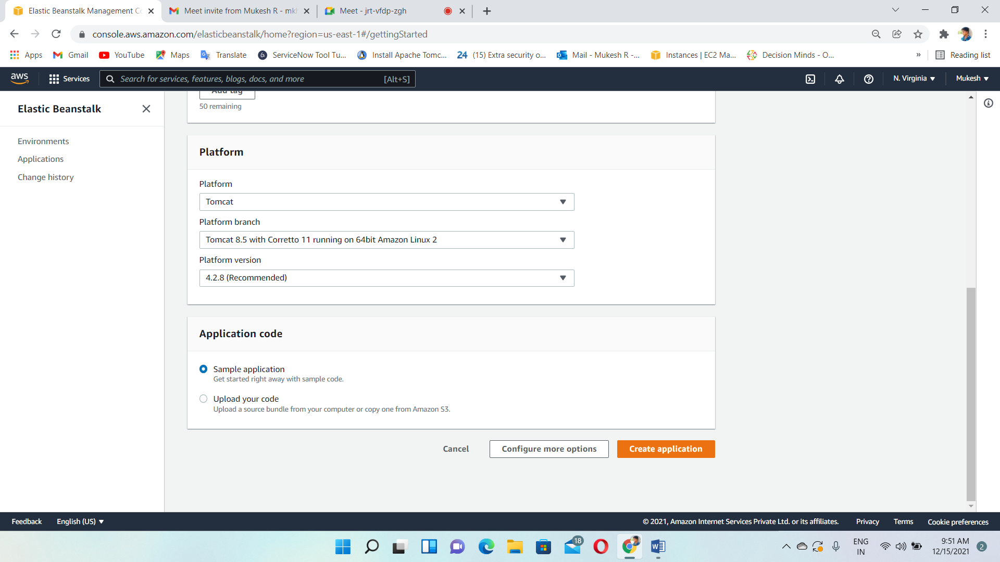 Elastic Beanstalk Management Co
Meet invite from Mukesh R - mkh
Meet - jrt-vfdp-zgh
console.aws.amazon.com/elasticbeanstalk/home?region=us-east-1#/gettingStarted
Apps
Gmail
YouTube
Maps
Translate
ServiceNow Tool Tu...
Install Apache Tomc...
24 (15) Extra security o...
Mail - Mukesh R -...
Instances | EC2 Ma...
Decision Minds - O...
»
Reading list
aws
Services
Search for services, features, blogs, docs, and more [Alt+S]
N. Virginia
Mukesh
Elastic Beanstalk
Environments
Applications
Change history
Add tag
50 remaining
Platform
Platform
Tomcat
Platform branch
Tomcat 8.5 with Corretto 11 running on 64bit Amazon Linux 2
Platform version
4.2.8 (Recommended)
Application code
Sample application
Get started right away with sample code.
Upload your code
Upload a source bundle from your computer or copy one from Amazon S3.
Cancel
Configure more options
Create application
Feedback
English (US)
© 2021, Amazon Internet Services Private Ltd. or its affiliates.
Privacy
Terms
Cookie preferences
18
W
ENG
IN
9:51 AM
12/15/2021
2